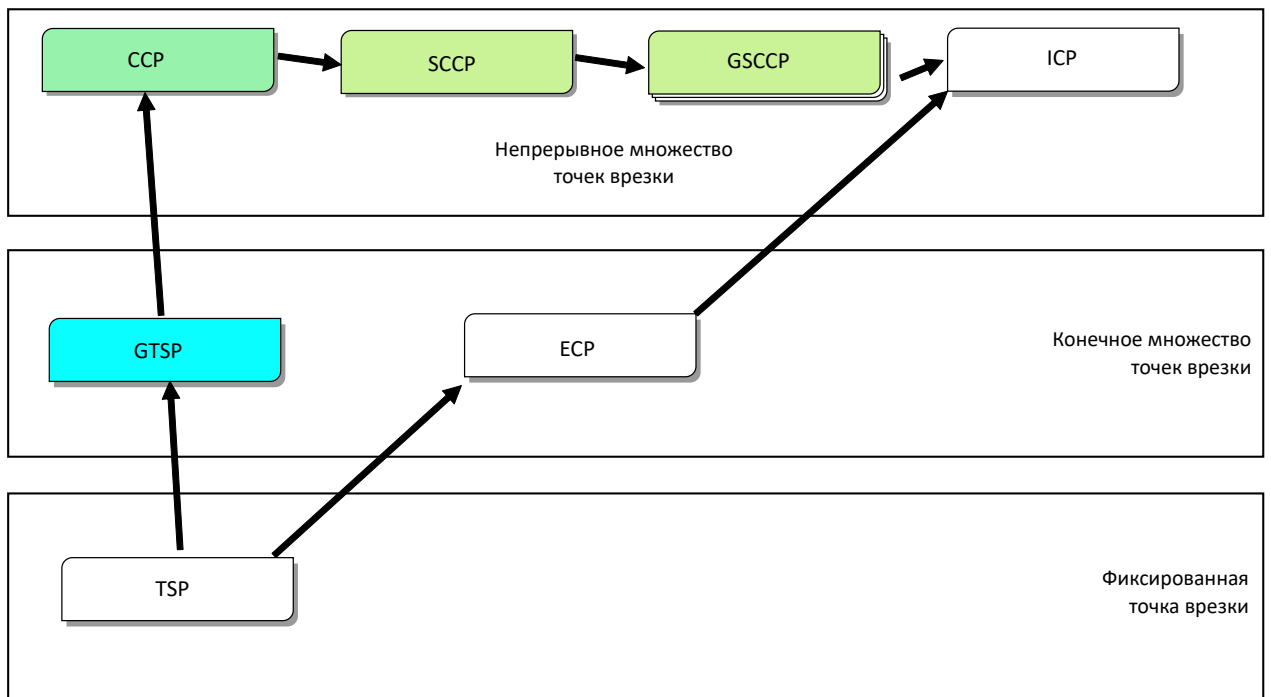 CCP
SCCP
GSCCP
ICP
Непрерывное множество
точек врезки
GTSP
ECP
Конечное множество
точек врезки
TSP
Фиксированная
точка врезки